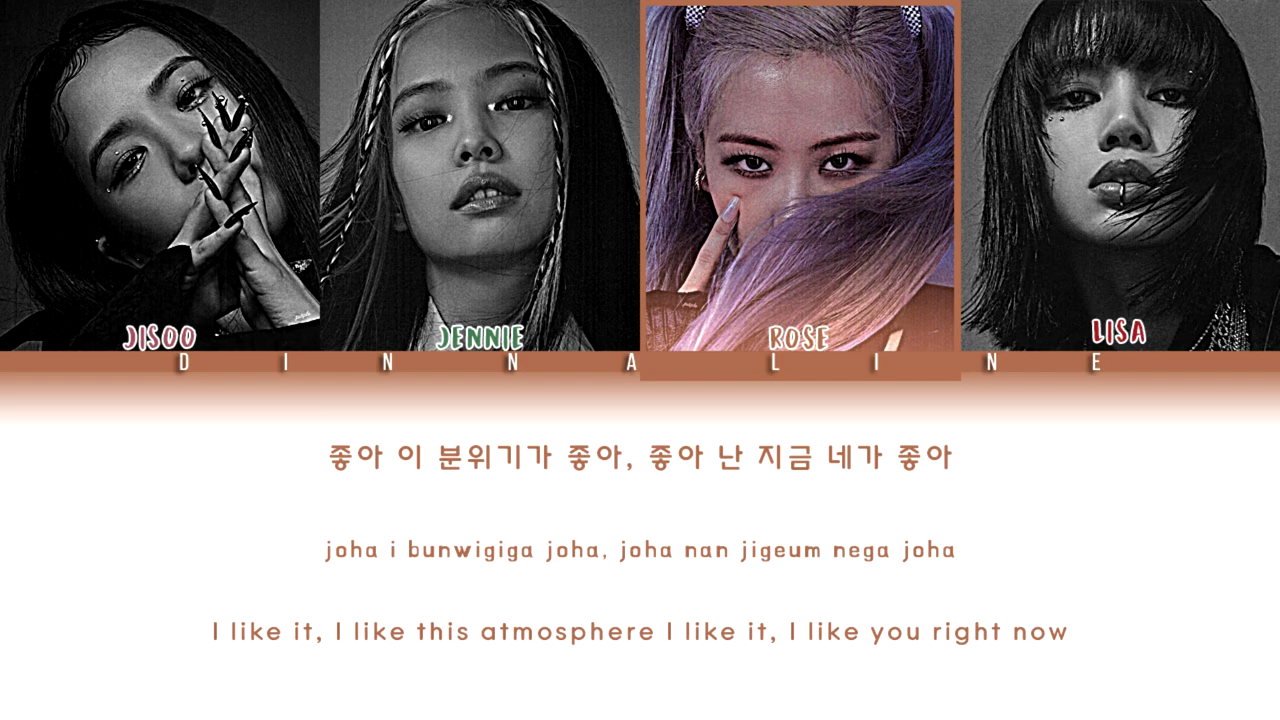 JISOO JENNIE ROSE LISA
D I N N A L I N E
좋아 이 분위기가 좋아, 좋아 난 지금 네가 좋아
joha i bunwigiga joha, joha nan jigeum nega joha
I like it, I like this atmosphere I like it, I like you right now